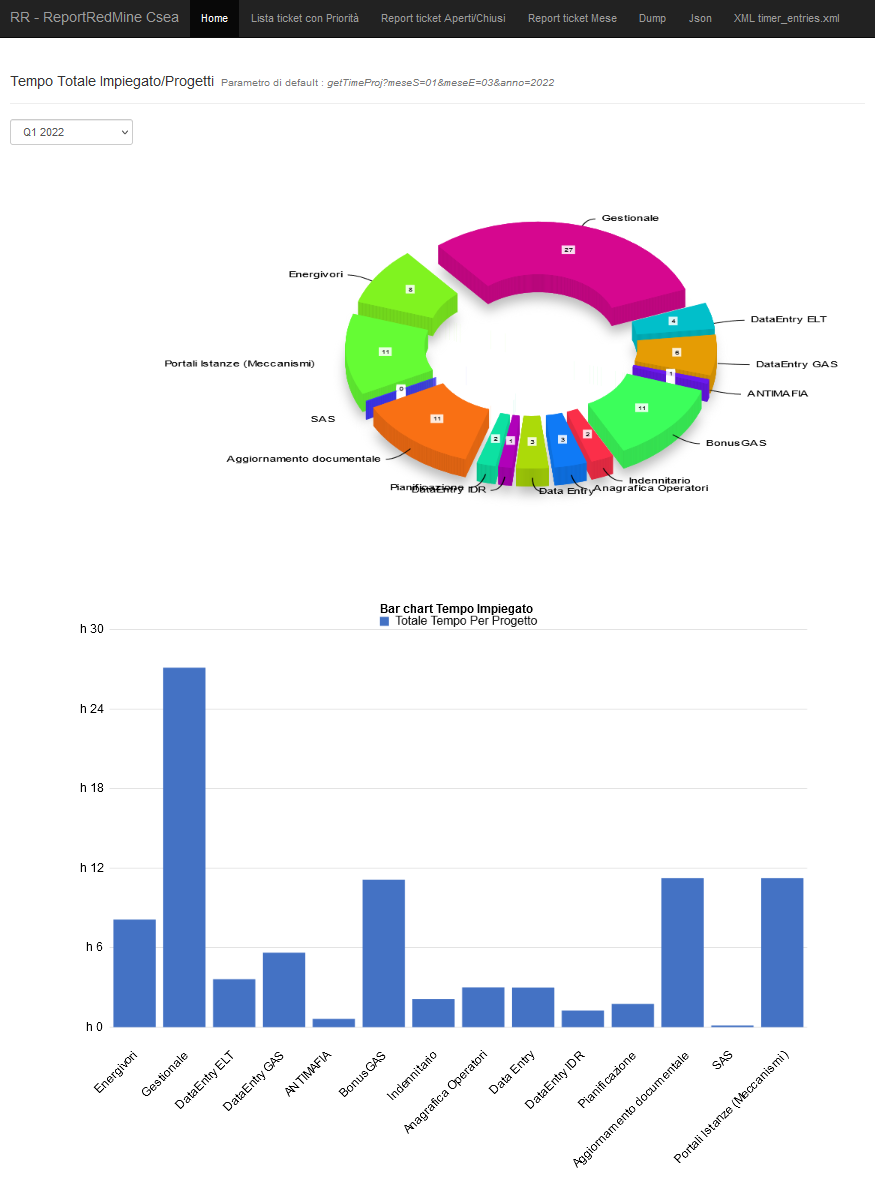 RR - ReportRedMine Csea Home Lista ticket con Priorità Report ticket Aperti/Chiusi Report ticket Mese Dump Json XML timer_entries.xml
Tempo Totale Impiegato/Progetti Parametro di default : getTimeProj?meseS=01&meseE=03&anno=2022
Q1 2022
Gestionale
27
Energivori
8
DataEntry ELT
4
Portali Istanze (Meccanismi)
11
DataEntry GAS
6
ANTIMAFIA
1
SAS
0
BonusGAS
11
Aggiornamento documentale
11
Pianificazione
2
DataEntry IDR
1
Data Entry
3
Anagrafica Operatori
3
Indennitario
2
Bar chart Tempo Impiegato
Totale Tempo Per Progetto
h 30
h 24
h 18
h 12
h 6
h 0
Energivori
Gestionale
DataEntry ELT
DataEntry GAS
ANTIMAFIA
BonusGAS
Indennitario
Anagrafica Operatori
Data Entry
DataEntry IDR
Pianificazione
Aggiornamento documentale
SAS
Portali Istanze (Meccanismi)